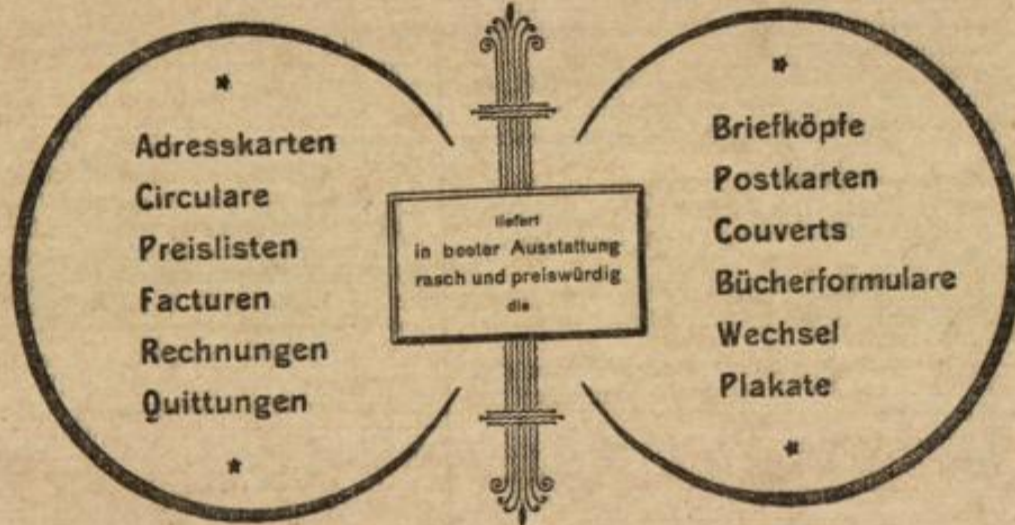 *
Adresskarten
Circulare
Preislisten
Facturen
Rechnungen
Quittungen
*
liefert
in bester Ausstattung
rasch und preiswürdig
die
*
Briefköpfe
Postkarten
Couverts
Bücherformulare
Wechsel
Plakate
*